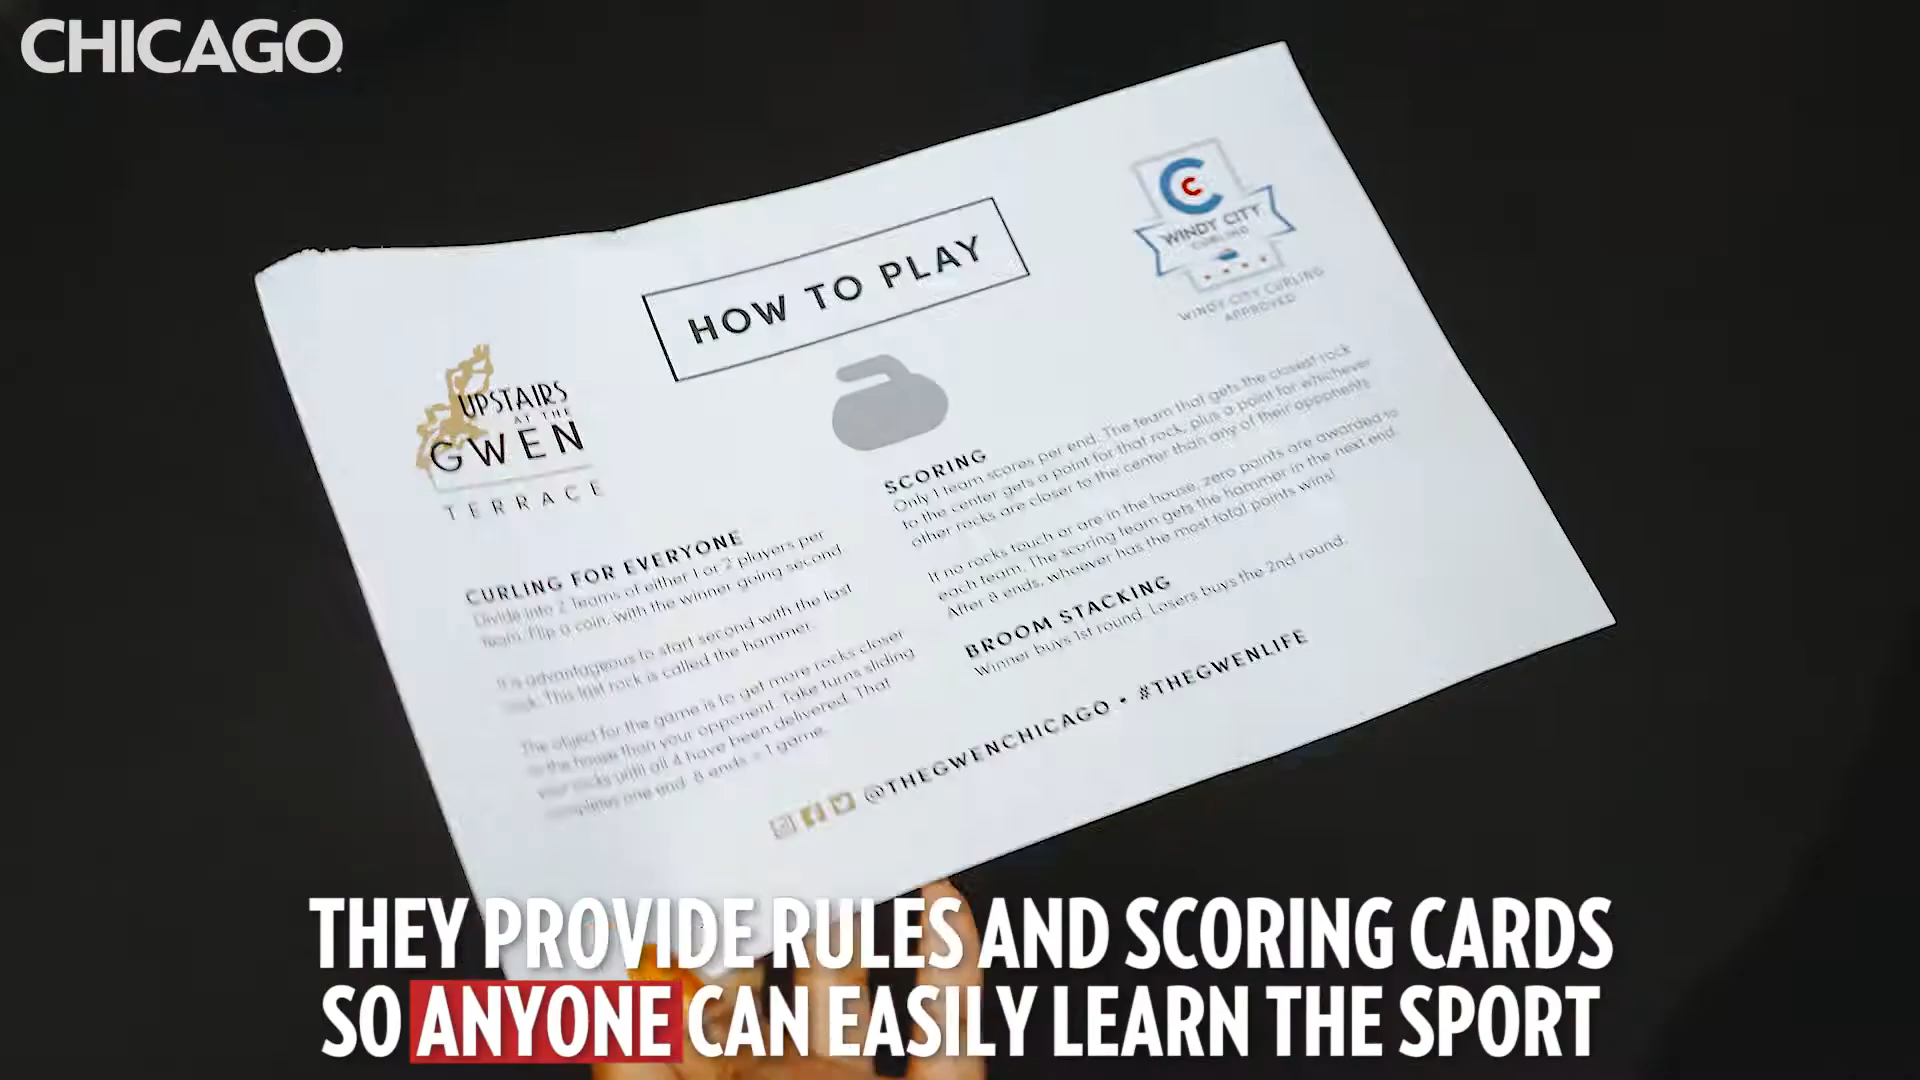 CHICAGO
HOW TO PLAY
C
C
WINDY CITY
CURLING
WINDY CITY CURLING
APPROVED
UPSTAIRS
AT THE
GWEN
TERRACE
CURLING FOR EVERYONE
Divide into 2 teams of either 1 or 2 players per
team. Flip a coin, with the winner going second.
It is advantageous to start second with the last
rock. This last rock is called the hammer.
The object for the game is to get more rocks closer
to the house than your opponent. Take turns sliding
your rocks until all 4 have been delivered. That
completes one end. 8 ends = 1 game.
SCORING
Only 1 team scores per end. The team that gets the closest rock
to the center gets a point for that rock, plus a point for whichever
other rocks are closer to the center than any of their opponents.
If no rocks touch or are in the house, zero points are awarded to
each team. The scoring team gets the hammer in the next end.
After 8 ends, whoever has the most total points wins!
BROOM STACKING
Winner buys 1st round. Losers buys the 2nd round.
@THEGWENCHICAGO • #THEGWENLIFE
THEY PROVIDE RULES AND SCORING CARDS
SO ANYONE CAN EASILY LEARN THE SPORT